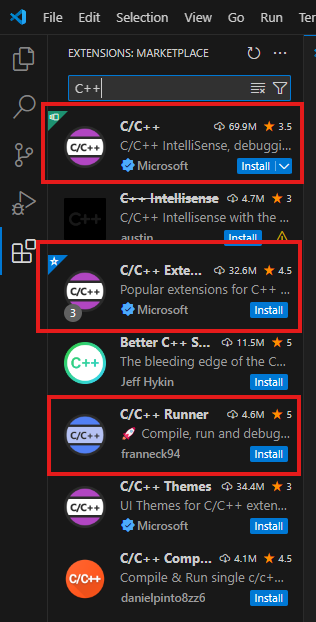 File Edit Selection View Go Run
EXTENSIONS: MARKETPLACE
C++
C/C++ 69.9M 3.5
C/C++ IntelliSense, debuggi...
Microsoft Install
C++ Intellisense 4.7M 3
C/C++ Intellisense with the ...
austin Install
C/C++ Exte... 32.6M 4.5
Popular extensions for C++ ...
3 Microsoft Install
Better C++ S... 11.5M 5
The bleeding edge of the C...
C++ Jeff Hykin Install
C/C++ Runner 4.6M 5
C/C++ 🚀 Compile, run and debug...
franneck94 Install
C/C++ Themes 34.4M 3
C/C++ UI Themes for C/C++ exten...
Microsoft Install
C/C++ Comp... 4.1M 4.5
C/C++ Compile & Run single c/c+...
danielpinto8zz6 Install